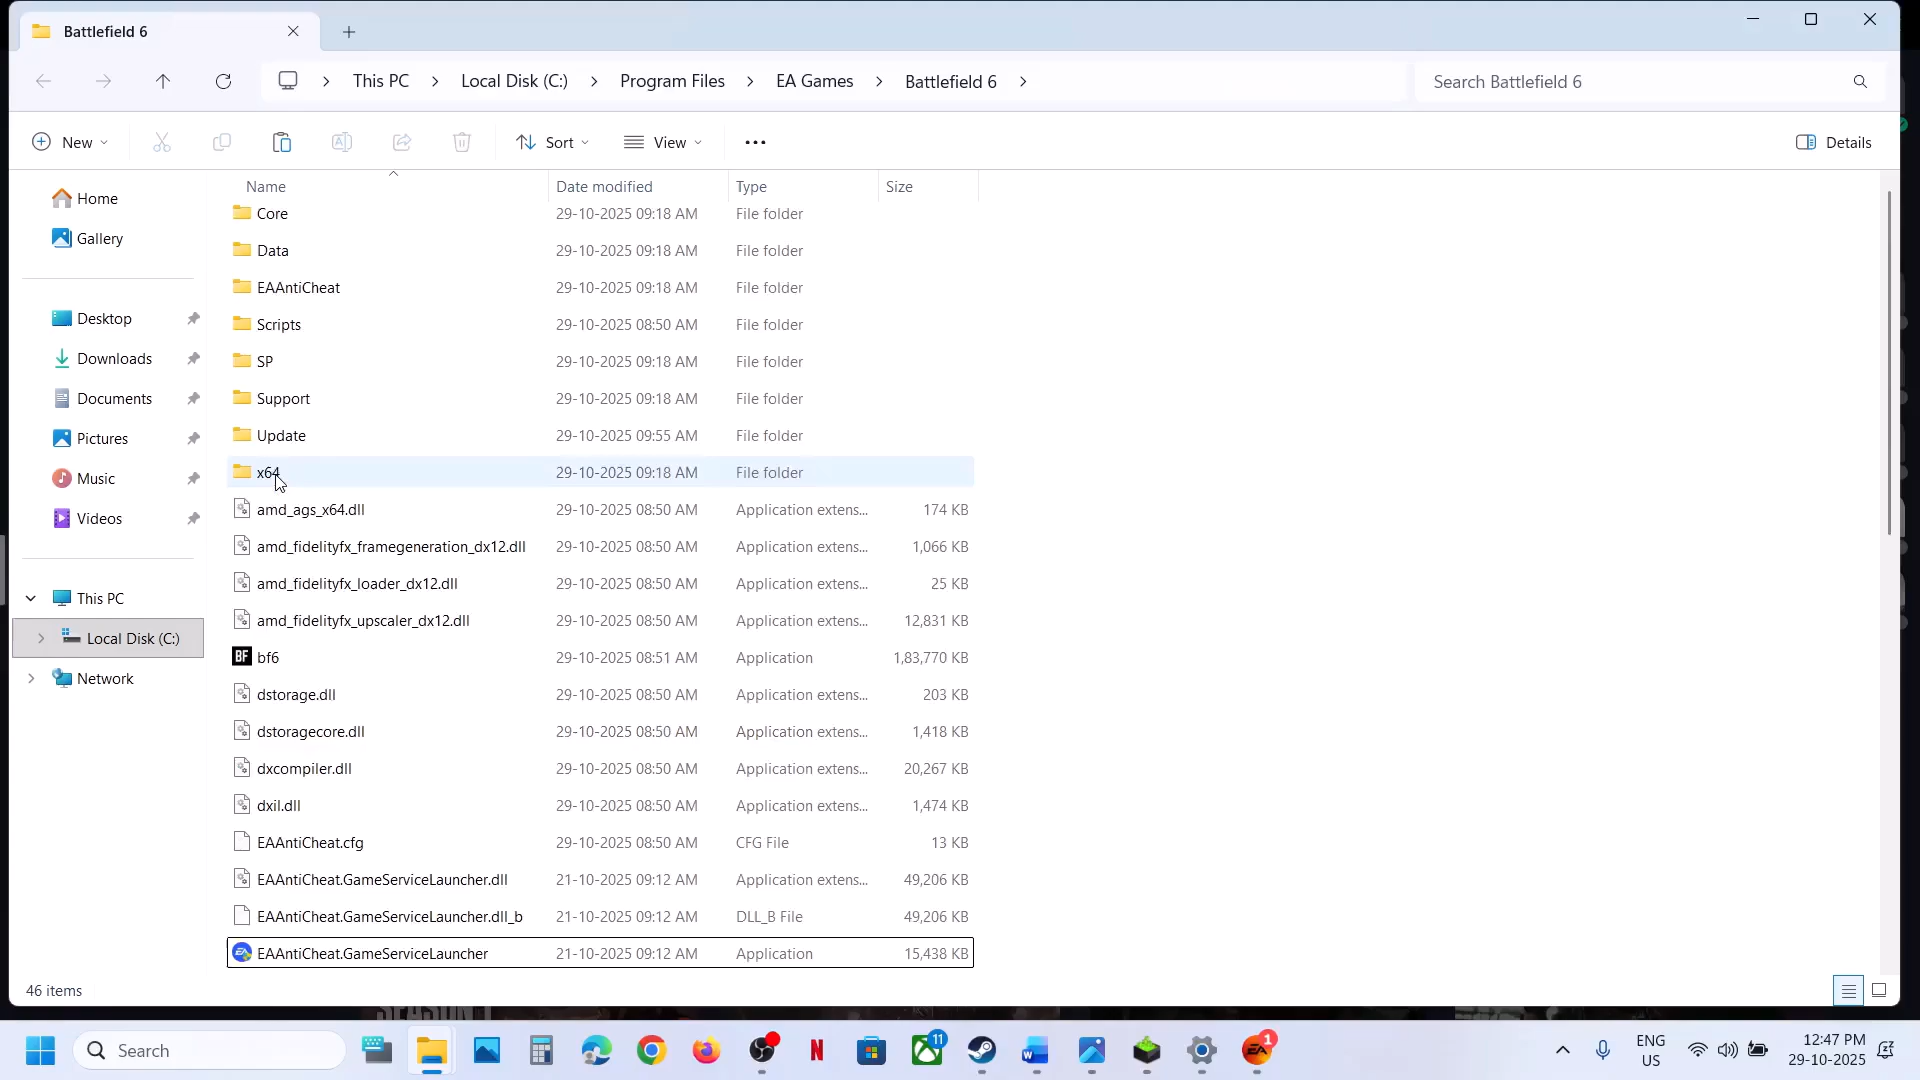 Battlefield 6
This PC
Local Disk (C:)
Program Files
EA Games
Battlefield 6
Search Battlefield 6
New
Sort
View
Details
Name Date modified Type Size
Home
Gallery
Desktop
Downloads
Documents
Pictures
Music
Videos
This PC
Local Disk (C:)
Network
Core 29-10-2025 09:18 AM File folder
Data 29-10-2025 09:18 AM File folder
EAAntiCheat 29-10-2025 09:18 AM File folder
Scripts 29-10-2025 08:50 AM File folder
SP 29-10-2025 09:18 AM File folder
Support 29-10-2025 09:18 AM File folder
Update 29-10-2025 09:55 AM File folder
x64 29-10-2025 09:18 AM File folder
amd_ags_x64.dll 29-10-2025 08:50 AM Application extens... 174 KB
amd_fidelityfx_framegeneration_dx12.dll 29-10-2025 08:50 AM Application extens... 1,066 KB
amd_fidelityfx_loader_dx12.dll 29-10-2025 08:50 AM Application extens... 25 KB
amd_fidelityfx_upscaler_dx12.dll 29-10-2025 08:50 AM Application extens... 12,831 KB
BF bf6 29-10-2025 08:51 AM Application 1,83,770 KB
dstorage.dll 29-10-2025 08:50 AM Application extens... 203 KB
dstoragecore.dll 29-10-2025 08:50 AM Application extens... 1,418 KB
dxcompiler.dll 29-10-2025 08:50 AM Application extens... 20,267 KB
dxil.dll 29-10-2025 08:50 AM Application extens... 1,474 KB
EAAntiCheat.cfg 29-10-2025 08:50 AM CFG File 13 KB
EAAntiCheat.GameServiceLauncher.dll 21-10-2025 09:12 AM Application extens... 49,206 KB
EAAntiCheat.GameServiceLauncher.dll_b 21-10-2025 09:12 AM DLL_B File 49,206 KB
EAAntiCheat.GameServiceLauncher 21-10-2025 09:12 AM Application 15,438 KB
46 items
SEASON
Search
11
1
ENG
US
12:47 PM
29-10-2025